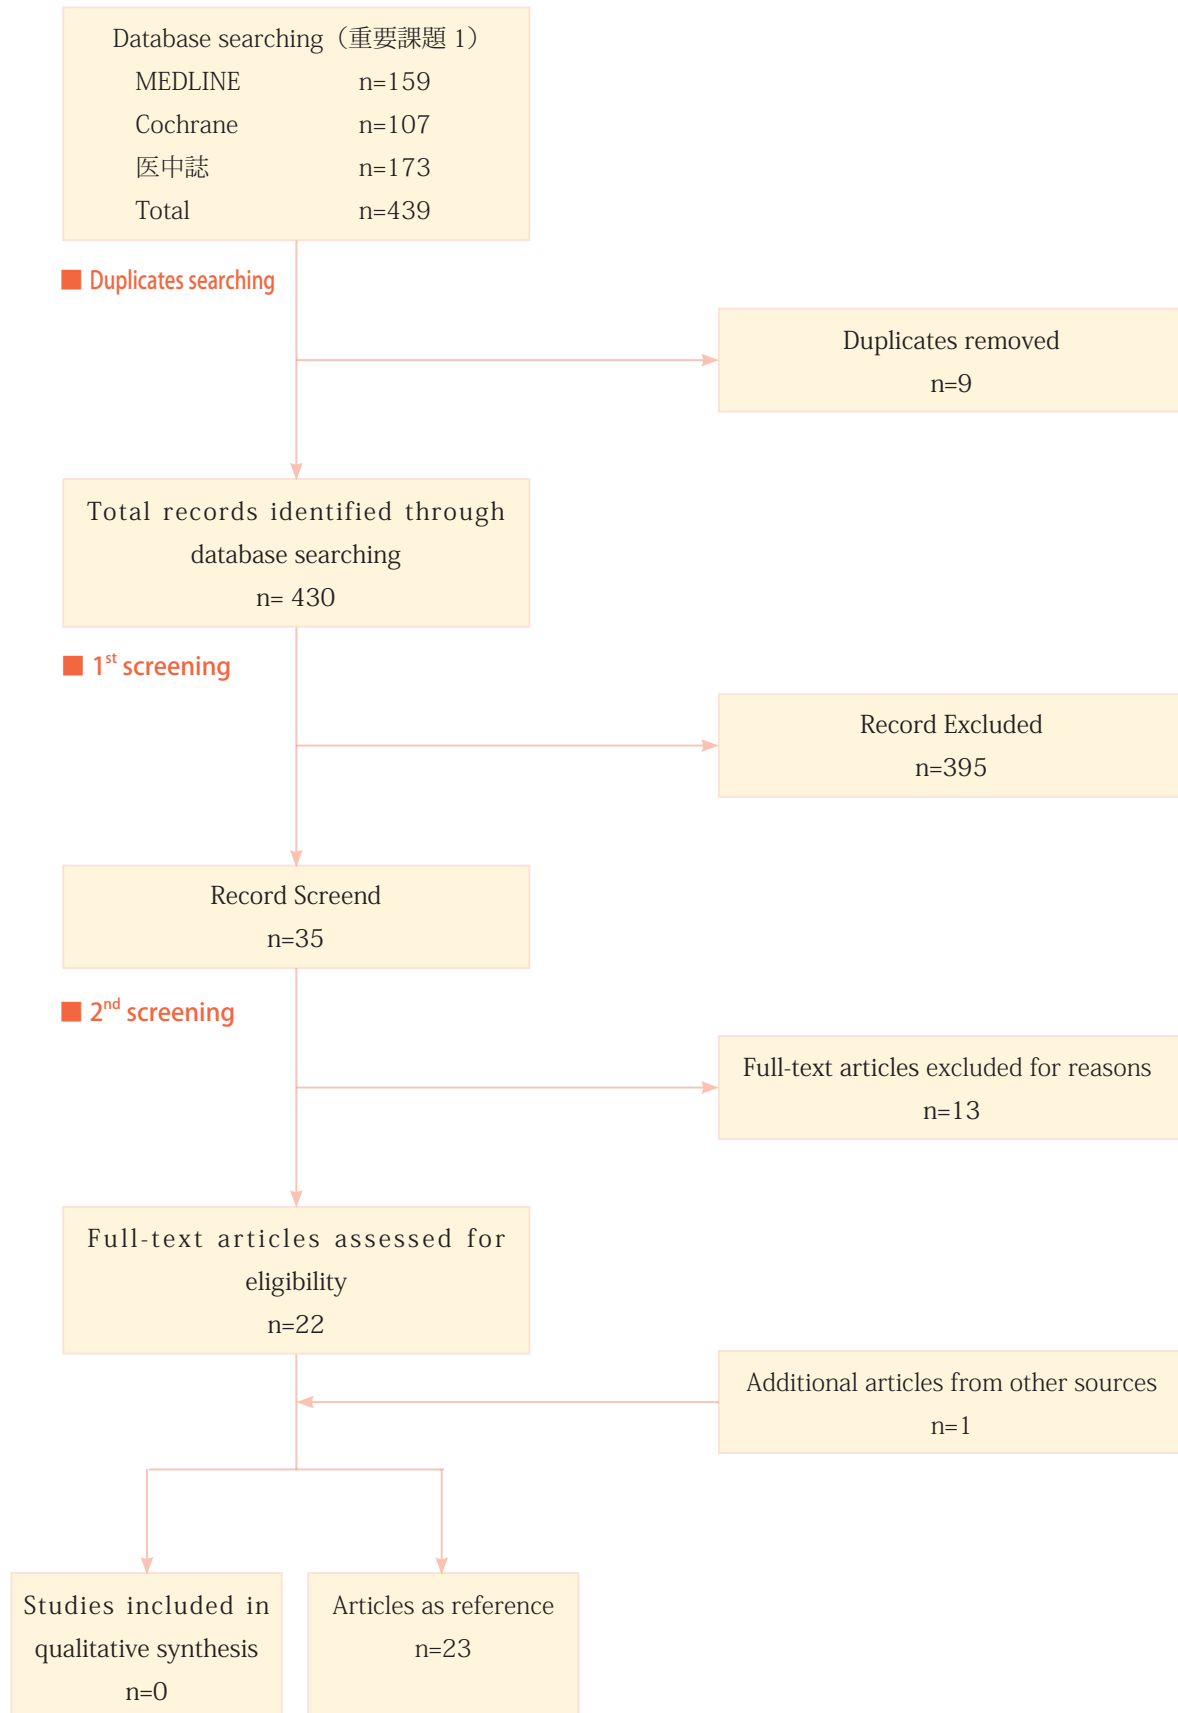 Database searching（重要課題 1）
MEDLINE n=159
Cochrane n=107
医中誌 n=173
Total n=439
■ Duplicates searching
Duplicates removed
n=9
Total records identified through
database searching
n= 430
■ 1st screening
Record Excluded
n=395
Record Screend
n=35
■ 2nd screening
Full-text articles excluded for reasons
n=13
Full-text articles assessed for
eligibility
n=22
Additional articles from other sources
n=1
Studies included in
qualitative synthesis
n=0
Articles as reference
n=23